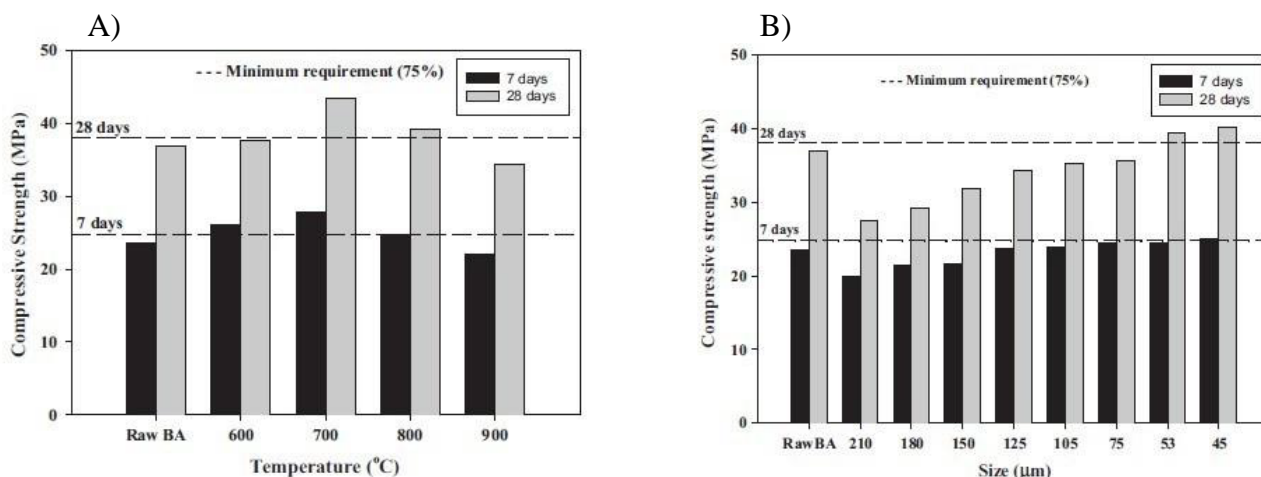 A)
50
40
30
20
10
0
Compressive Strength (MPa)
--- Minimum requirement (75%)
7 days
28 days
28 days
7 days
Raw BA 600 700 800 900
Temperature (°C)
B)
50
40
30
20
10
0
Compressive strength (MPa)
--- Minimum requirement (75%)
7 days
28 days
28 days
7 days
Raw BA 210 180 150 125 105 75 53 45
Size (µm)